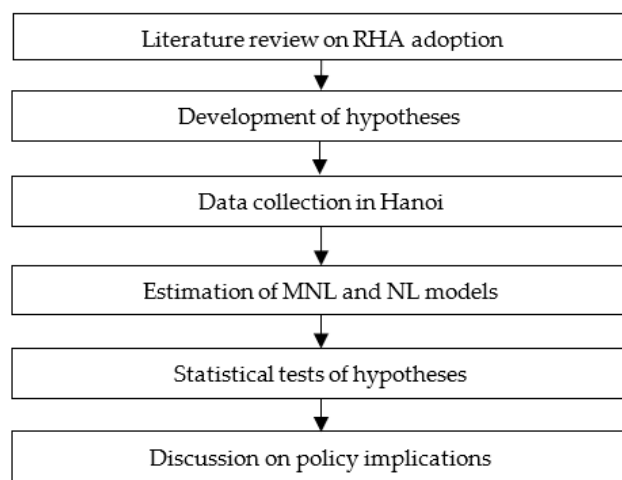 Literature review on RHA adoption
Development of hypotheses
Data collection in Hanoi
Estimation of MNL and NL models
Statistical tests of hypotheses
Discussion on policy implications